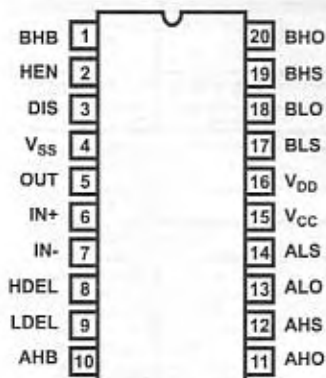 BHB 1 20 BHO
HEN 2 19 BHS
DIS 3 18 BLO
VSS 4 17 BLS
OUT 5 16 VDD
IN+ 6 15 VCC
IN- 7 14 ALS
HDEL 8 13 ALO
LDEL 9 12 AHS
AHB 10 11 AHO